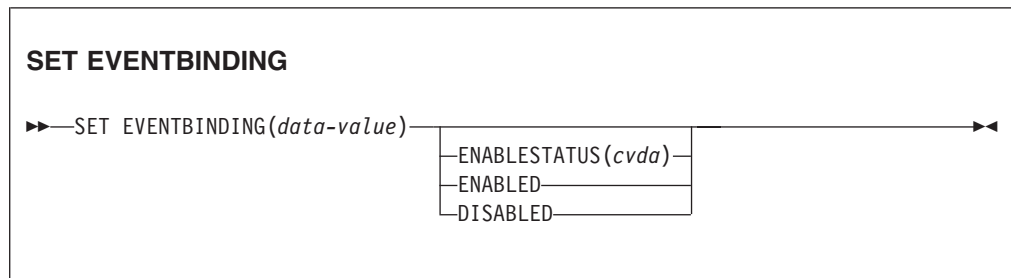 SET EVENTBINDING
SET EVENTBINDING(data-value)
ENABLESTATUS(cvda)
ENABLED
DISABLED